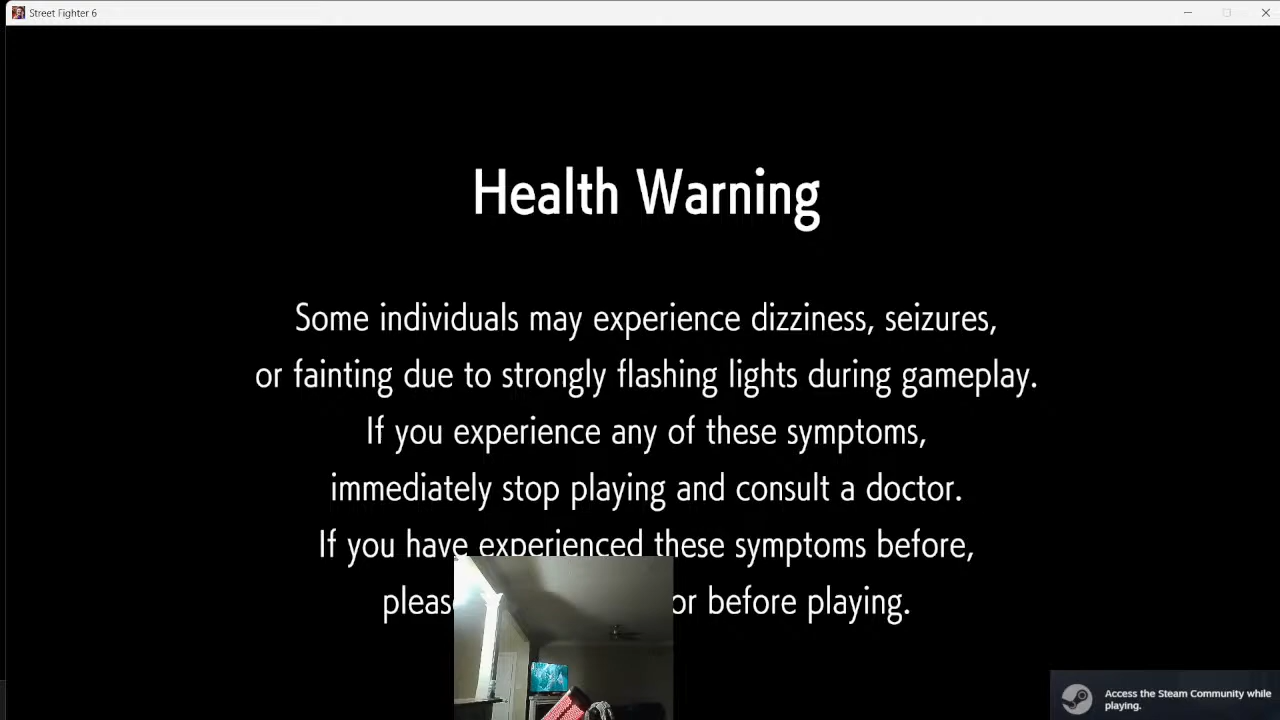 Street Fighter 6
Health Warning
Some individuals may experience dizziness, seizures,
or fainting due to strongly flashing lights during gameplay.
If you experience any of these symptoms,
immediately stop playing and consult a doctor.
If you have experienced these symptoms before,
before playing.
Access the Steam Community while
playing.